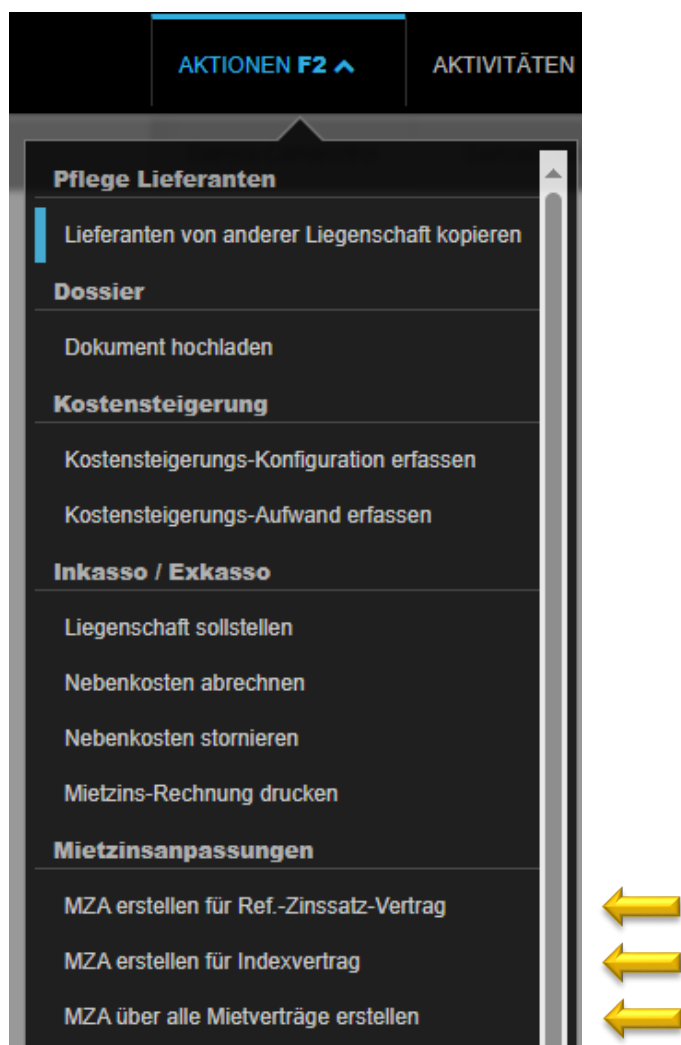 AKTIONEN F2
AKTIVITÄTEN
Pflege Lieferanten
Lieferanten von anderer Liegenschaft kopieren
Dossier
Dokument hochladen
Kostensteigerung
Kostensteigerungs-Konfiguration erfassen
Kostensteigerungs-Aufwand erfassen
Inkasso / Exkasso
Liegenschaft sollstellen
Nebenkosten abrechnen
Nebenkosten stornieren
Mietzins-Rechnung drucken
Mietzinsanpassungen
MZA erstellen für Ref.-Zinssatz-Vertrag
MZA erstellen für Indexvertrag
MZA über alle Mietverträge erstellen